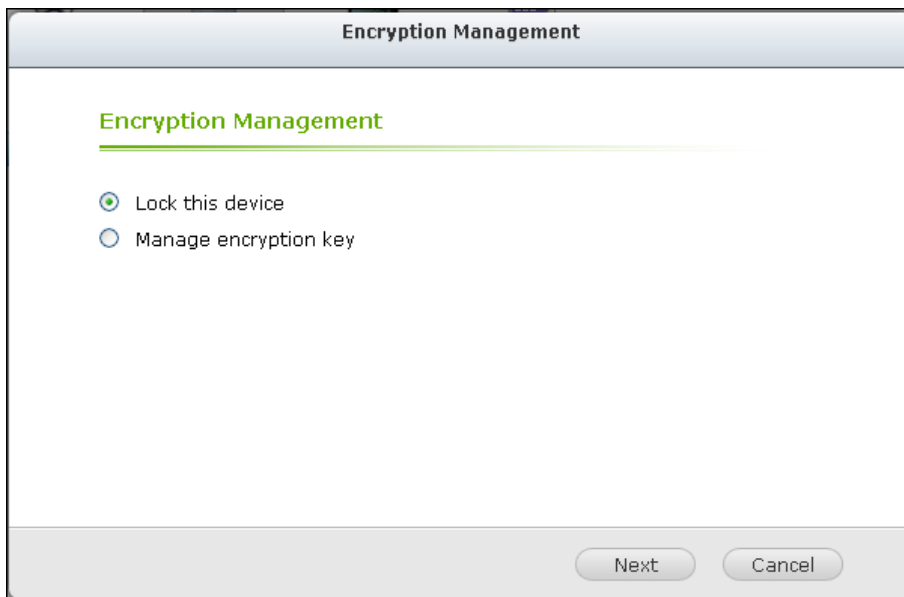 Encryption Management
Encryption Management
Lock this device
Manage encryption key
Next
Cancel